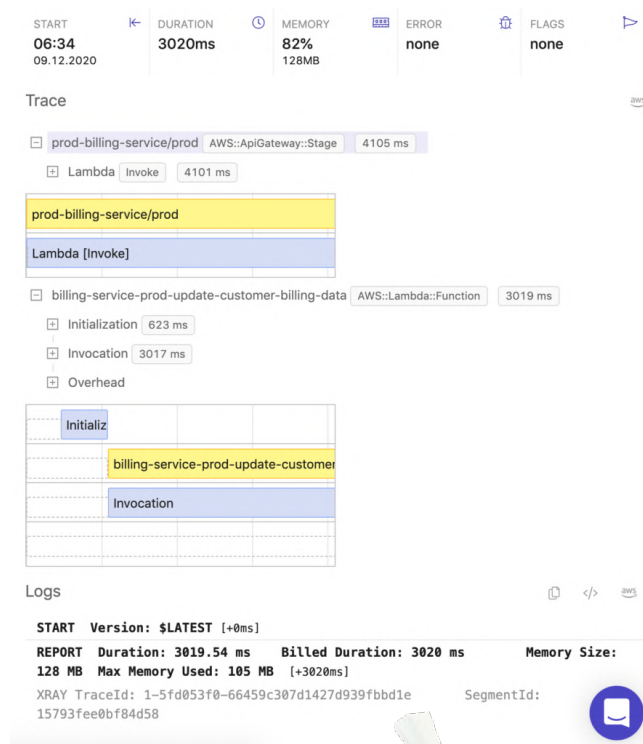 START DURATION MEMORY ERROR FLAGS
06:34 3020ms 82% none none
09.12.2020 128MB
Trace
aws
prod-billing-service/prod AWS::ApiGateway::Stage 4105 ms
Lambda Invoke 4101 ms
prod-billing-service/prod
Lambda [Invoke]
billing-service-prod-update-customer-billing-data AWS::Lambda::Function 3019 ms
Initialization 623 ms
Invocation 3017 ms
Overhead
Initializ
billing-service-prod-update-customer
Invocation
Logs </> aws
START Version: $LATEST [+0ms]
REPORT Duration: 3019.54 ms Billed Duration: 3020 ms Memory Size:
128 MB Max Memory Used: 105 MB [+3020ms]
XRAY TraceId: 1-5fd053f0-66459c307d1427d939fbbd1e SegmentId:
15793fee0bf84d58